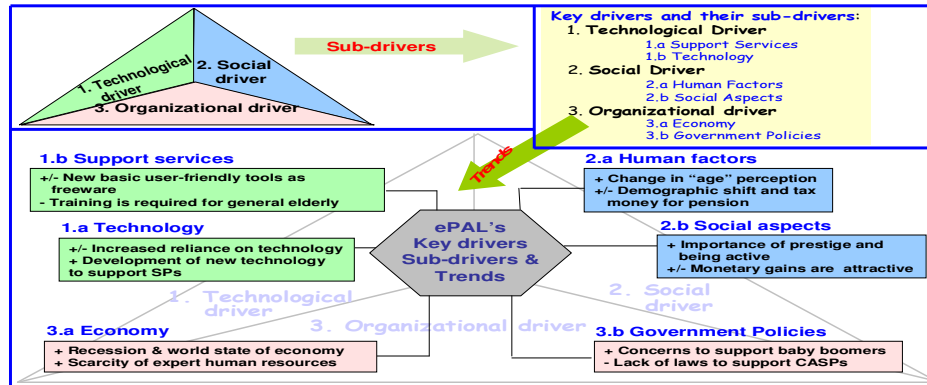 1. Technological
driver
2. Social
driver
3. Organizational driver
Sub-drivers
Key drivers and their sub-drivers:
1. Technological Driver
1.a Support Services
1.b Technology
2. Social Driver
2.a Human Factors
2.b Social Aspects
3. Organizational driver
3.a Economy
3.b Government Policies
Trends
1.b Support services
+/- New basic user-friendly tools as
freeware
- Training is required for general elderly
2.a Human factors
+ Change in “age” perception
+/- Demographic shift and tax
money for pension
1.a Technology
+/- Increased reliance on technology
+ Development of new technology
to support SPs
ePAL’s
Key drivers
Sub-drivers &
Trends
2.b Social aspects
+ Importance of prestige and
being active
+/- Monetary gains are attractive
1. Technological
driver
2. Social
driver
3. Organizational driver
3.a Economy
+ Recession & world state of economy
+ Scarcity of expert human resources
3.b Government Policies
+ Concerns to support baby boomers
- Lack of laws to support CASPs